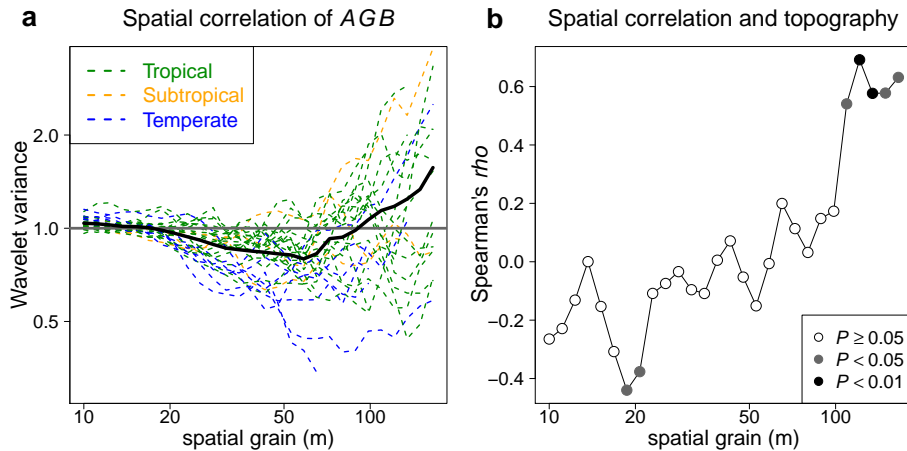 a Spatial correlation of AGB
Tropical
Subtropical
Temperate
Wavelet variance
2.0
1.0
0.5
10 20 50 100
spatial grain (m)
b Spatial correlation and topography
Spearman's rho
0.6
0.4
0.2
0.0
−0.2
−0.4
P ≥ 0.05
P < 0.05
P < 0.01
10 20 50 100
spatial grain (m)